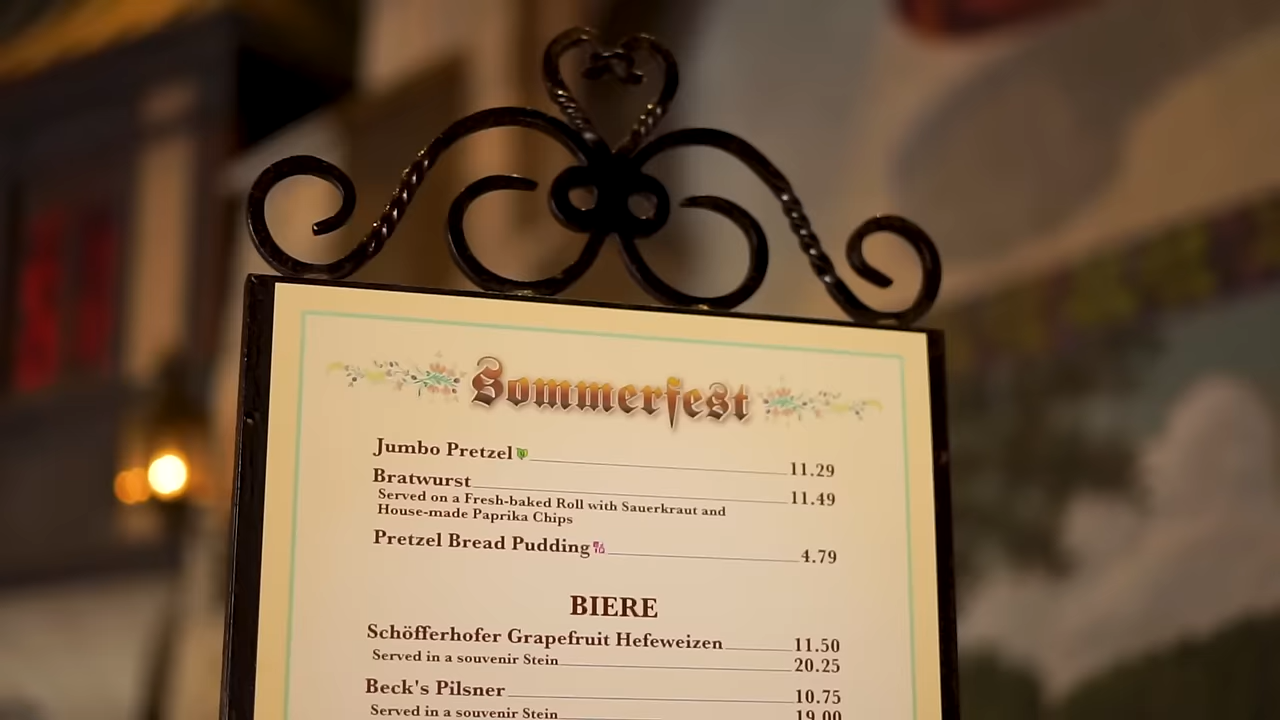 Sommerfest
Jumbo Pretzel 11.29
Bratwurst 11.49
Served on a Fresh-baked Roll with Sauerkraut and
House-made Paprika Chips
Pretzel Bread Pudding 4.79
BIERE
Schöfferhofer Grapefruit Hefeweizen 11.50
Served in a souvenir Stein 20.25
Beck's Pilsner 10.75
Served in a souvenir Stein 19.00